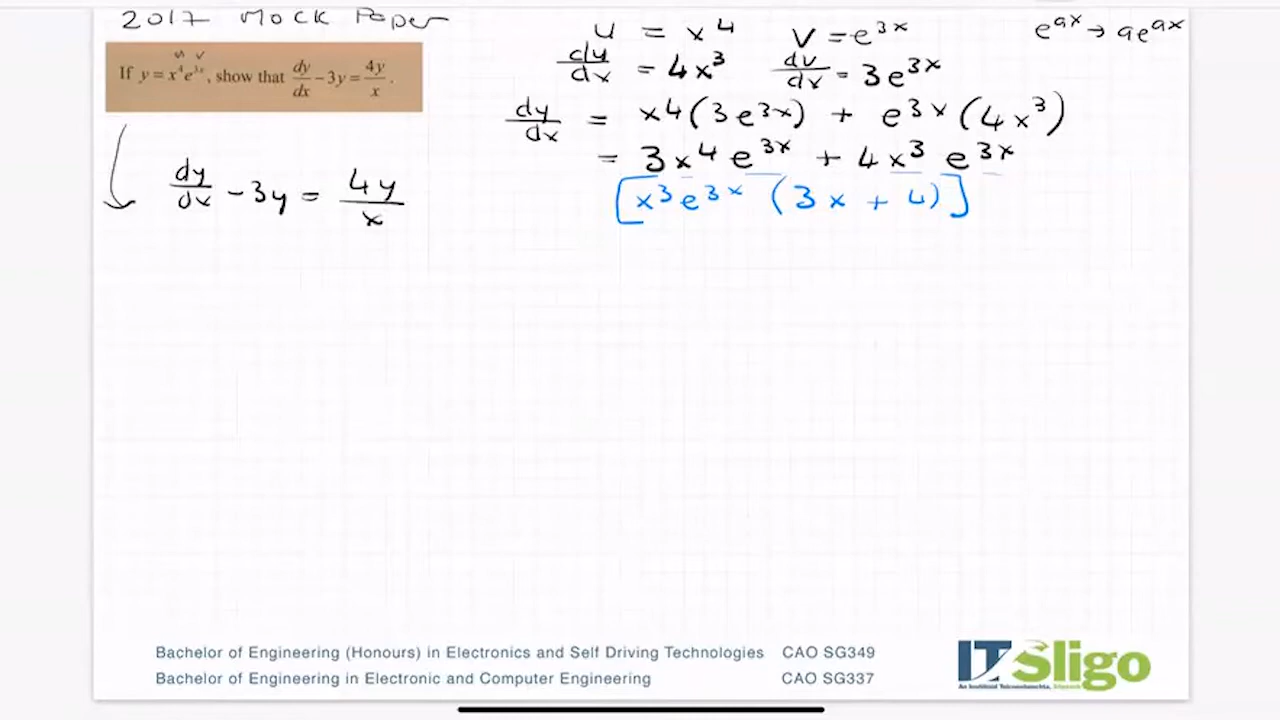 2017 Mock Paper
u v
If y = x⁴e³ˣ, show that dy/dx − 3y = 4y/x.
dy/dx − 3y = 4y/x
u = x⁴ v = e³ˣ e^ax → ae^ax
dy/dx = 4x³ dv/dx = 3e³ˣ
dy/dx = x⁴(3e³ˣ) + e³ˣ(4x³)
= 3x⁴e³ˣ + 4x³e³ˣ
[x³e³ˣ (3x + 4)]
Bachelor of Engineering (Honours) in Electronics and Self Driving Technologies CAO SG349
Bachelor of Engineering in Electronic and Computer Engineering CAO SG337
IT Sligo